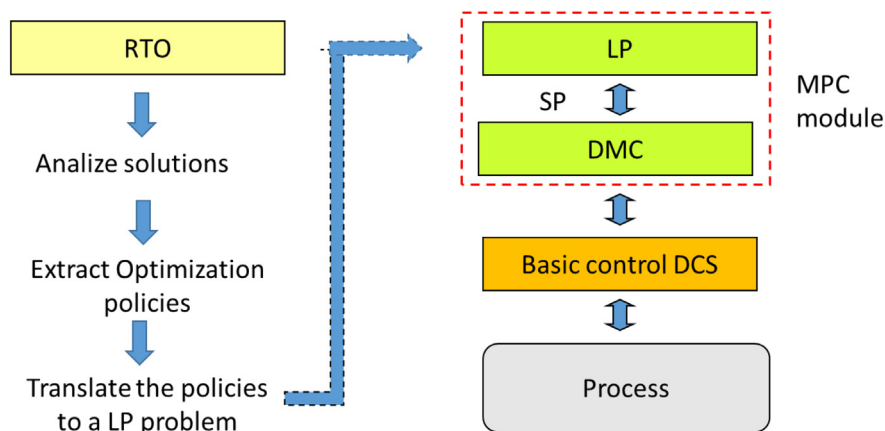 RTO
Analize solutions
Extract Optimization
policies
Translate the policies
to a LP problem
LP
SP
DMC
MPC
module
Basic control DCS
Process